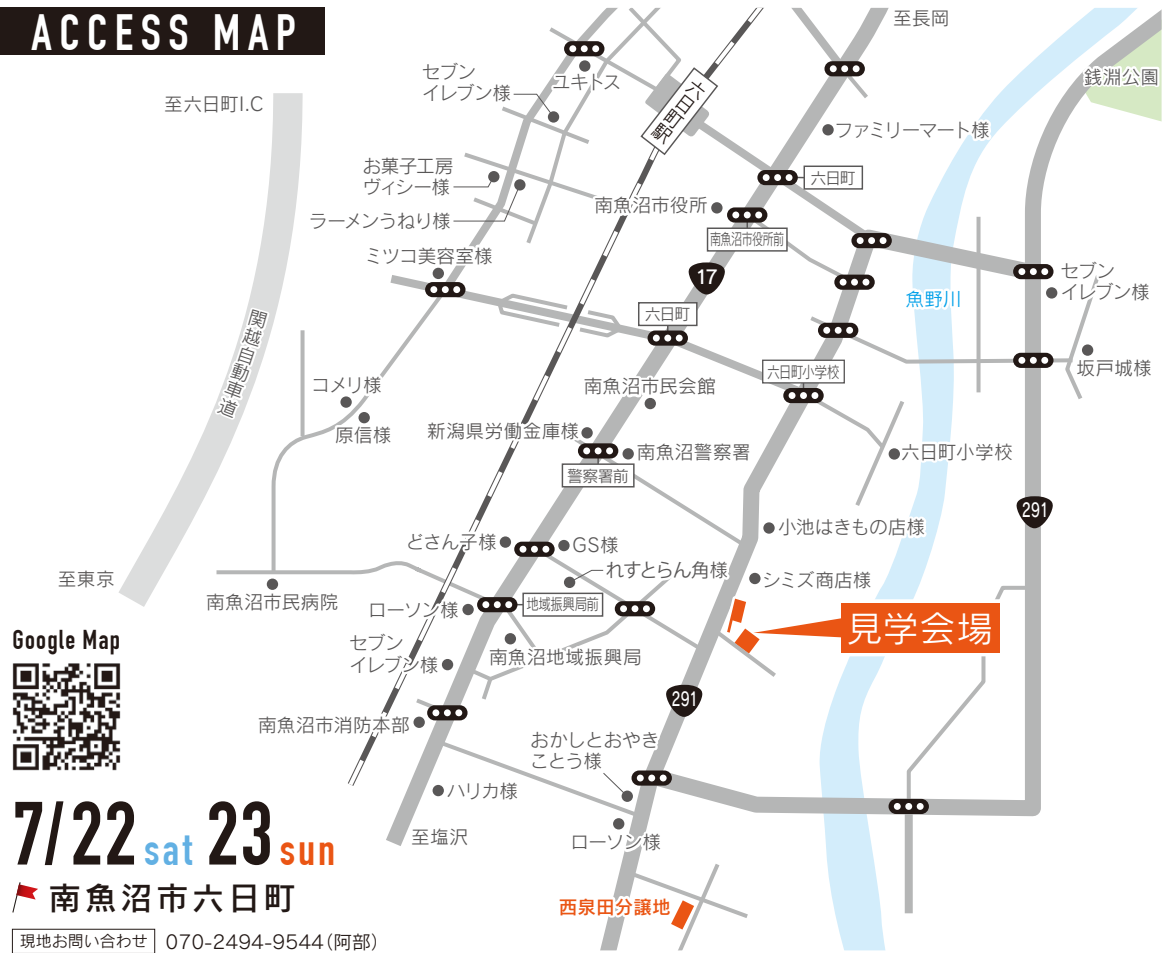 ACCESS MAP
至長岡
銭淵公園
ユキトス
セブン
イレブン様
至六日町I.C
六日町駅
ファミリーマート様
お菓子工房
ヴィシー様
六日町
南魚沼市役所
ラーメンうねり様
南魚沼市役所前
ミツコ美容室様
17
セブン
イレブン様
魚野川
六日町
関越自動車道
坂戸城様
六日町小学校
コメリ様
南魚沼市民会館
原信様
新潟県労働金庫様
南魚沼警察署
六日町小学校
警察署前
291
小池はきもの店様
どさん子様
GS様
れすとらん角様
シミズ商店様
至東京
南魚沼市民病院
ローソン様
地域振興局前
見学会場
Google Map
セブン
イレブン様
南魚沼地域振興局
291
南魚沼市消防本部
おかしとおやき
ことう様
ハリカ様
至塩沢
ローソン様
7/22 sat 23 sun
南魚沼市六日町
西泉田分譲地
現地お問い合わせ 070-2494-9544(阿部)